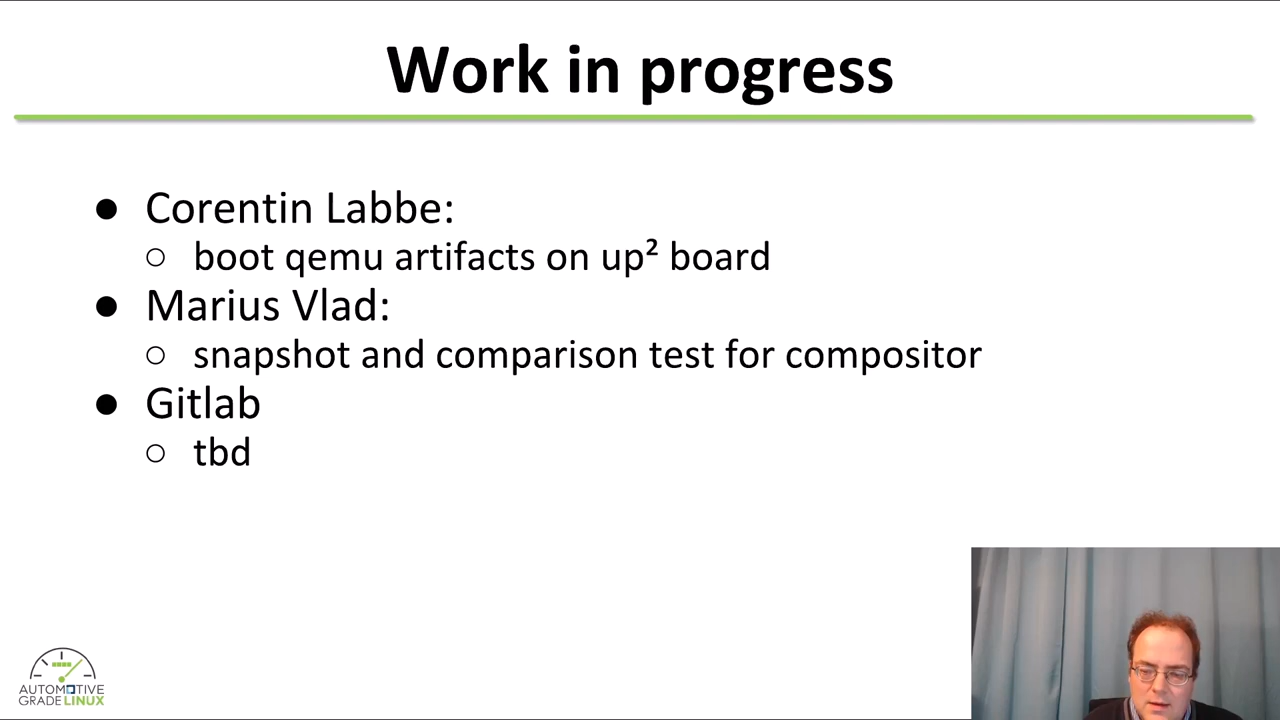 Work in progress
● Corentin Labbe:
○ boot qemu artifacts on up² board
● Marius Vlad:
○ snapshot and comparison test for compositor
● Gitlab
○ tbd
AUTOMOTIVE
GRADE LINUX